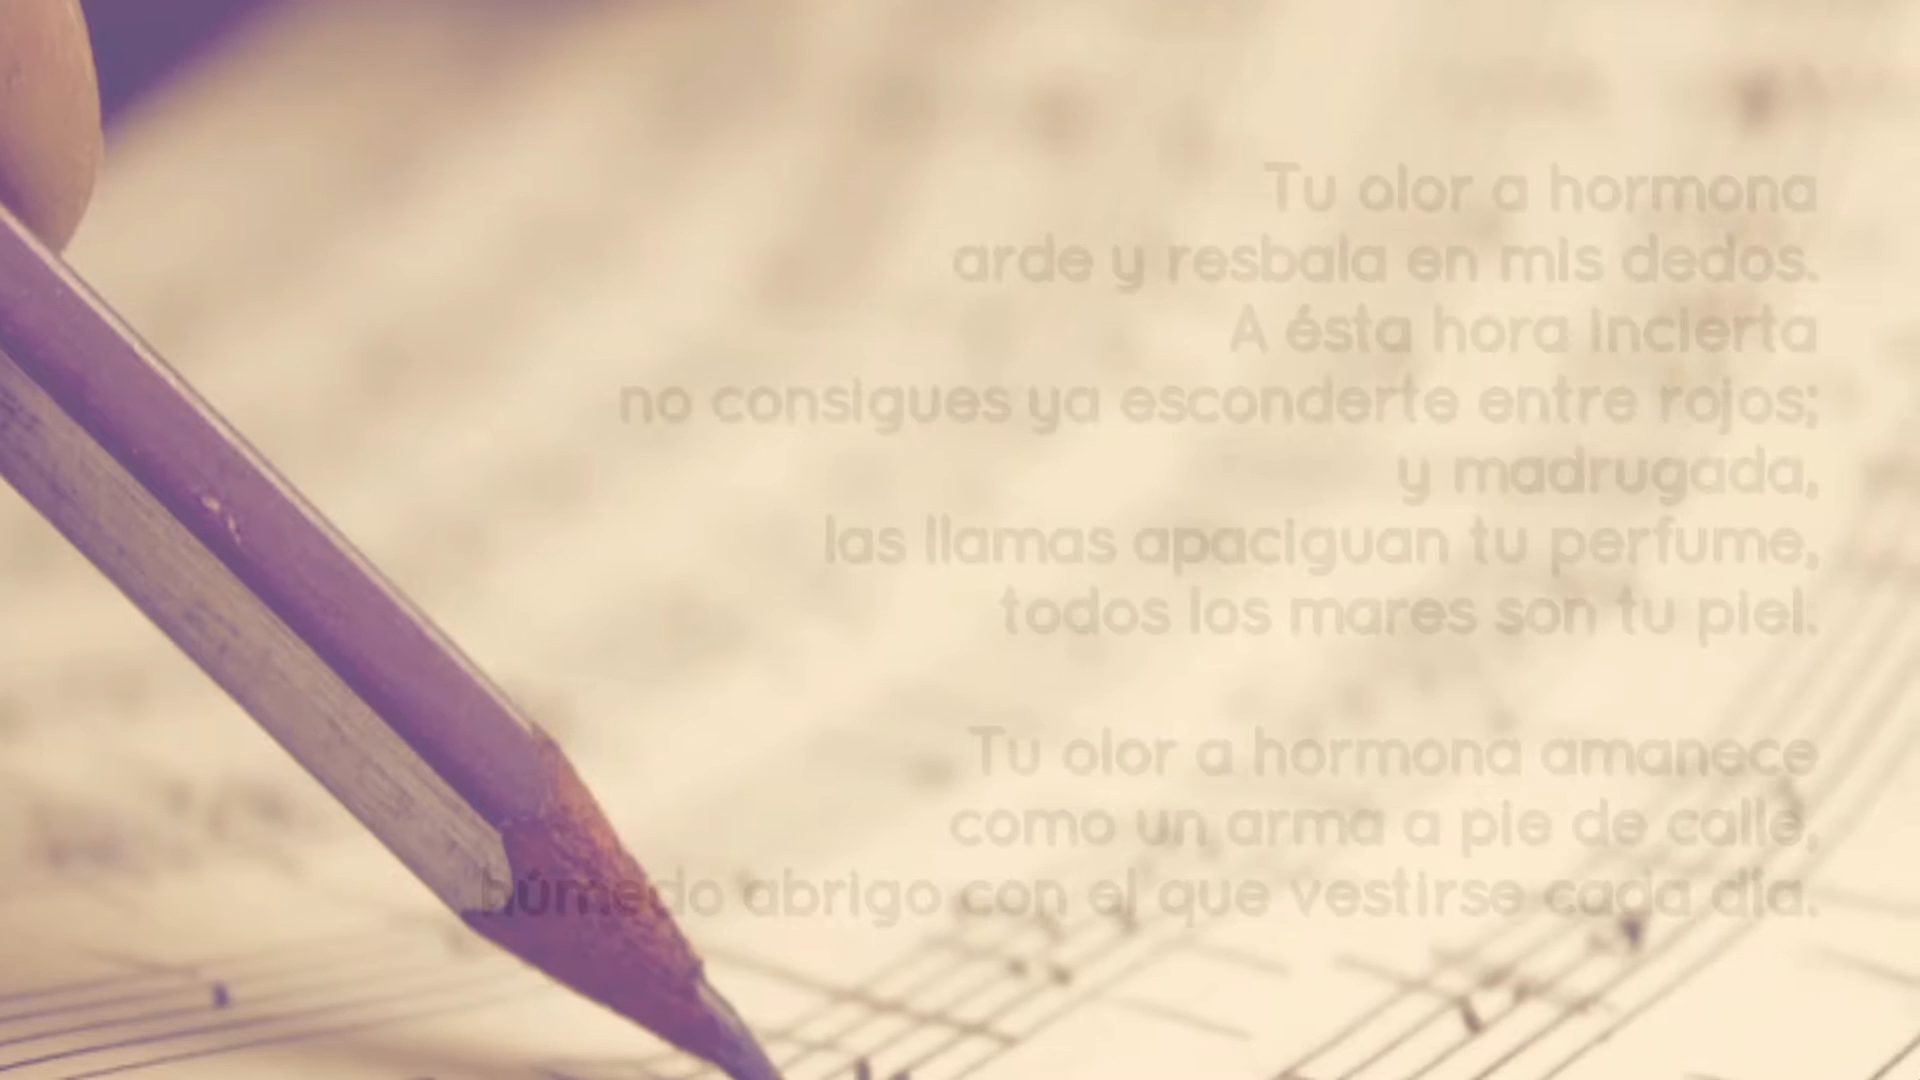 Tu olor a hormona
arde y resbala en mis dedos.
A ésta hora incierta
no consigues ya esconderte entre rojos;
y madrugada,
las llamas apaciguan tu perfume,
todos los mares son tu piel.
Tu olor a hormona amanece
como un arma a pie de calle,
húmedo abrigo con el que vestirse cada día.